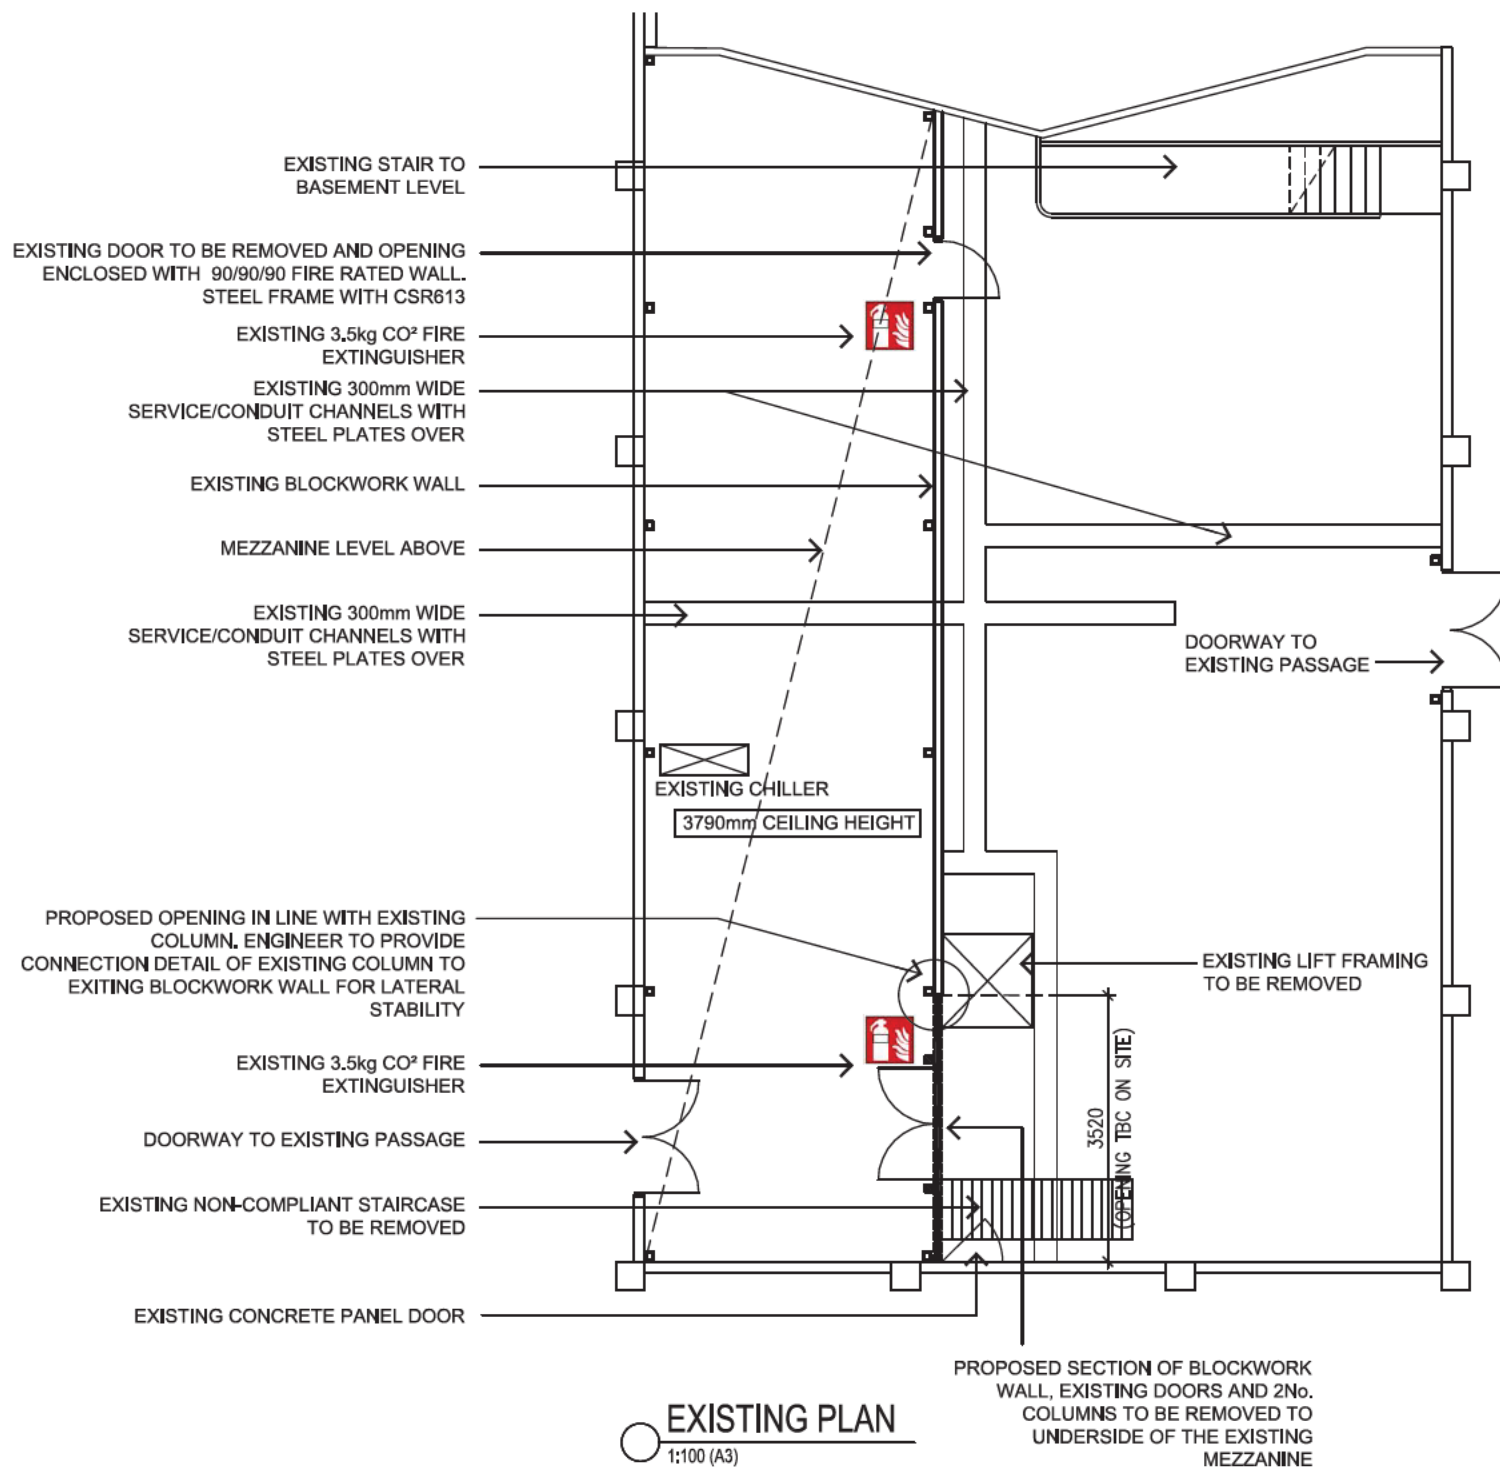 EXISTING STAIR TO
BASEMENT LEVEL
EXISTING DOOR TO BE REMOVED AND OPENING
ENCLOSED WITH 90/90/90 FIRE RATED WALL.
STEEL FRAME WITH CSR613
EXISTING 3.5kg CO² FIRE
EXTINGUISHER
EXISTING 300mm WIDE
SERVICE/CONDUIT CHANNELS WITH
STEEL PLATES OVER
EXISTING BLOCKWORK WALL
MEZZANINE LEVEL ABOVE
EXISTING 300mm WIDE
SERVICE/CONDUIT CHANNELS WITH
STEEL PLATES OVER
DOORWAY TO
EXISTING PASSAGE
EXISTING CHILLER
3790mm CEILING HEIGHT
PROPOSED OPENING IN LINE WITH EXISTING
COLUMN. ENGINEER TO PROVIDE
CONNECTION DETAIL OF EXISTING COLUMN TO
EXITING BLOCKWORK WALL FOR LATERAL
STABILITY
EXISTING LIFT FRAMING
TO BE REMOVED
EXISTING 3.5kg CO² FIRE
EXTINGUISHER
3520
(OPENING TBC ON SITE)
DOORWAY TO EXISTING PASSAGE
EXISTING NON-COMPLIANT STAIRCASE
TO BE REMOVED
EXISTING CONCRETE PANEL DOOR
PROPOSED SECTION OF BLOCKWORK
WALL, EXISTING DOORS AND 2No.
COLUMNS TO BE REMOVED TO
UNDERSIDE OF THE EXISTING
MEZZANINE
EXISTING PLAN
1:100 (A3)